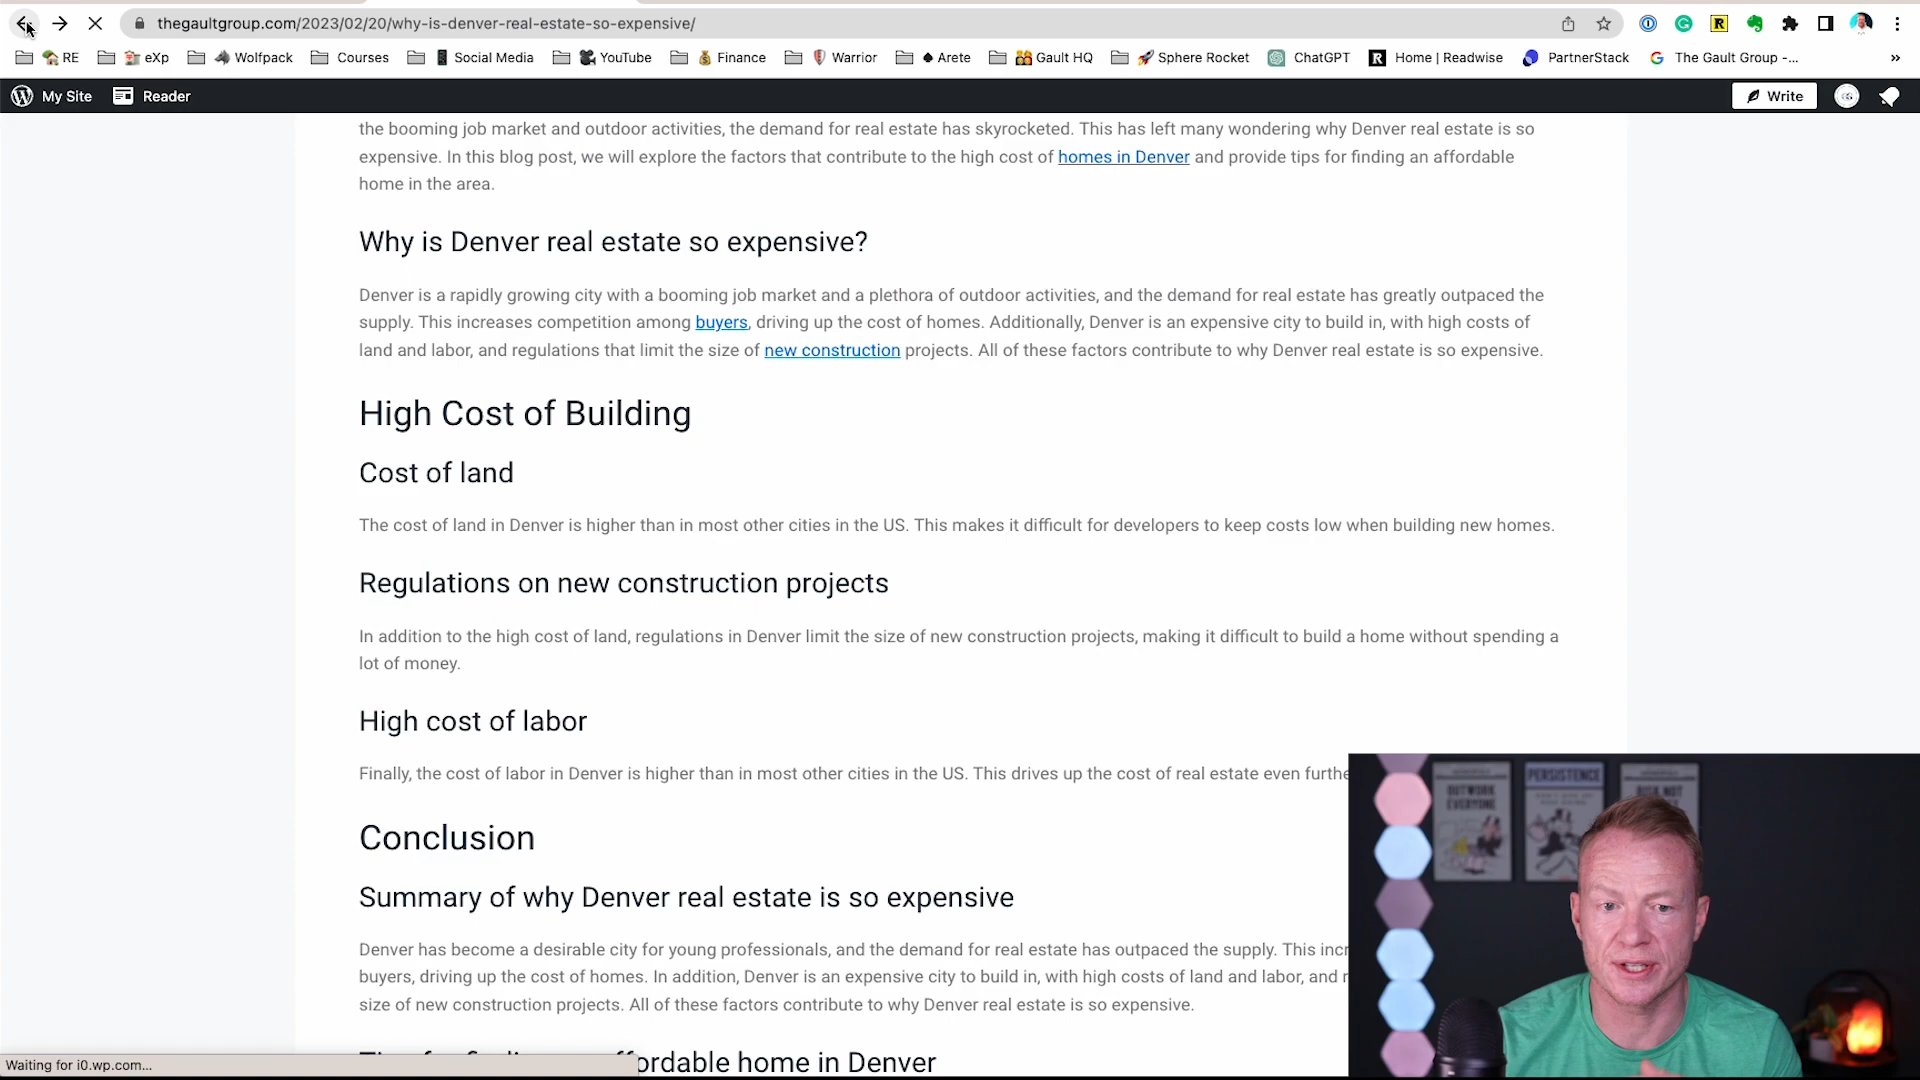 thegaultgroup.com/2023/02/20/why-is-denver-real-estate-so-expensive/
RE eXp Wolfpack Courses Social Media YouTube Finance Warrior Arete Gault HQ Sphere Rocket ChatGPT Home | Readwise PartnerStack The Gault Group -... »
My Site Reader Write
the booming job market and outdoor activities, the demand for real estate has skyrocketed. This has left many wondering why Denver real estate is so
expensive. In this blog post, we will explore the factors that contribute to the high cost of homes in Denver and provide tips for finding an affordable
home in the area.
Why is Denver real estate so expensive?
Denver is a rapidly growing city with a booming job market and a plethora of outdoor activities, and the demand for real estate has greatly outpaced the
supply. This increases competition among buyers, driving up the cost of homes. Additionally, Denver is an expensive city to build in, with high costs of
land and labor, and regulations that limit the size of new construction projects. All of these factors contribute to why Denver real estate is so expensive.
High Cost of Building
Cost of land
The cost of land in Denver is higher than in most other cities in the US. This makes it difficult for developers to keep costs low when building new homes.
Regulations on new construction projects
In addition to the high cost of land, regulations in Denver limit the size of new construction projects, making it difficult to build a home without spending a
lot of money.
High cost of labor
Finally, the cost of labor in Denver is higher than in most other cities in the US. This drives up the cost of real estate even
Conclusion
Summary of why Denver real estate is so expensive
Denver has become a desirable city for young professionals, and the demand for real estate has outpaced the supply. This
buyers, driving up the cost of homes. In addition, Denver is an expensive city to build in, with high costs of land and labor, and
size of new construction projects. All of these factors contribute to why Denver real estate is so expensive.
home in Denver
Waiting for i0.wp.com...
OUTWORK
EVERYONE
PERSISTENCE